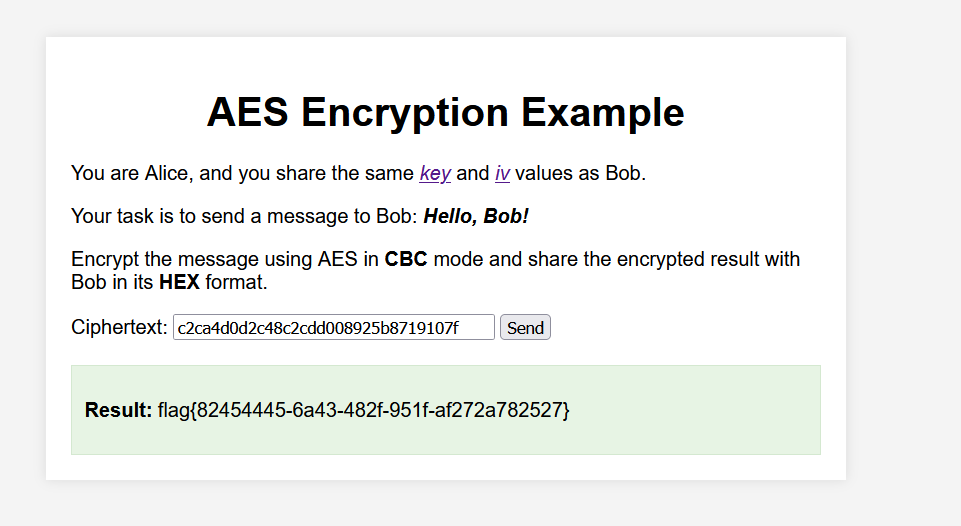 AES Encryption Example
You are Alice, and you share the same key and iv values as Bob.
Your task is to send a message to Bob: Hello, Bob!
Encrypt the message using AES in CBC mode and share the encrypted result with
Bob in its HEX format.
Ciphertext: c2ca4d0d2c48c2cdd008925b8719107f Send
Result: flag{82454445-6a43-482f-951f-af272a782527}